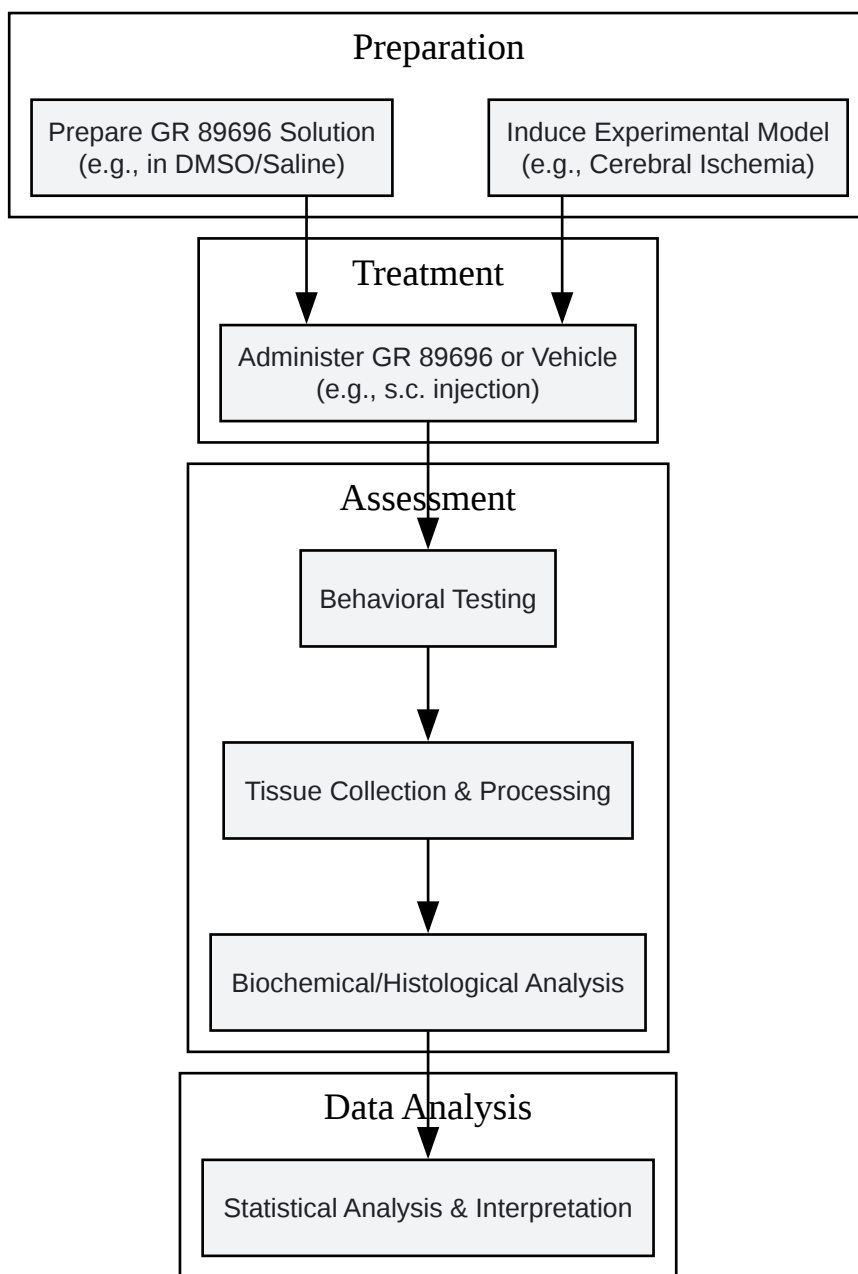 Preparation
Prepare GR 89696 Solution
(e.g., in DMSO/Saline)
Induce Experimental Model
(e.g., Cerebral Ischemia)
Treatment
Administer GR 89696 or Vehicle
(e.g., s.c. injection)
Assessment
Behavioral Testing
Tissue Collection & Processing
Biochemical/Histological Analysis
Data Analysis
Statistical Analysis & Interpretation